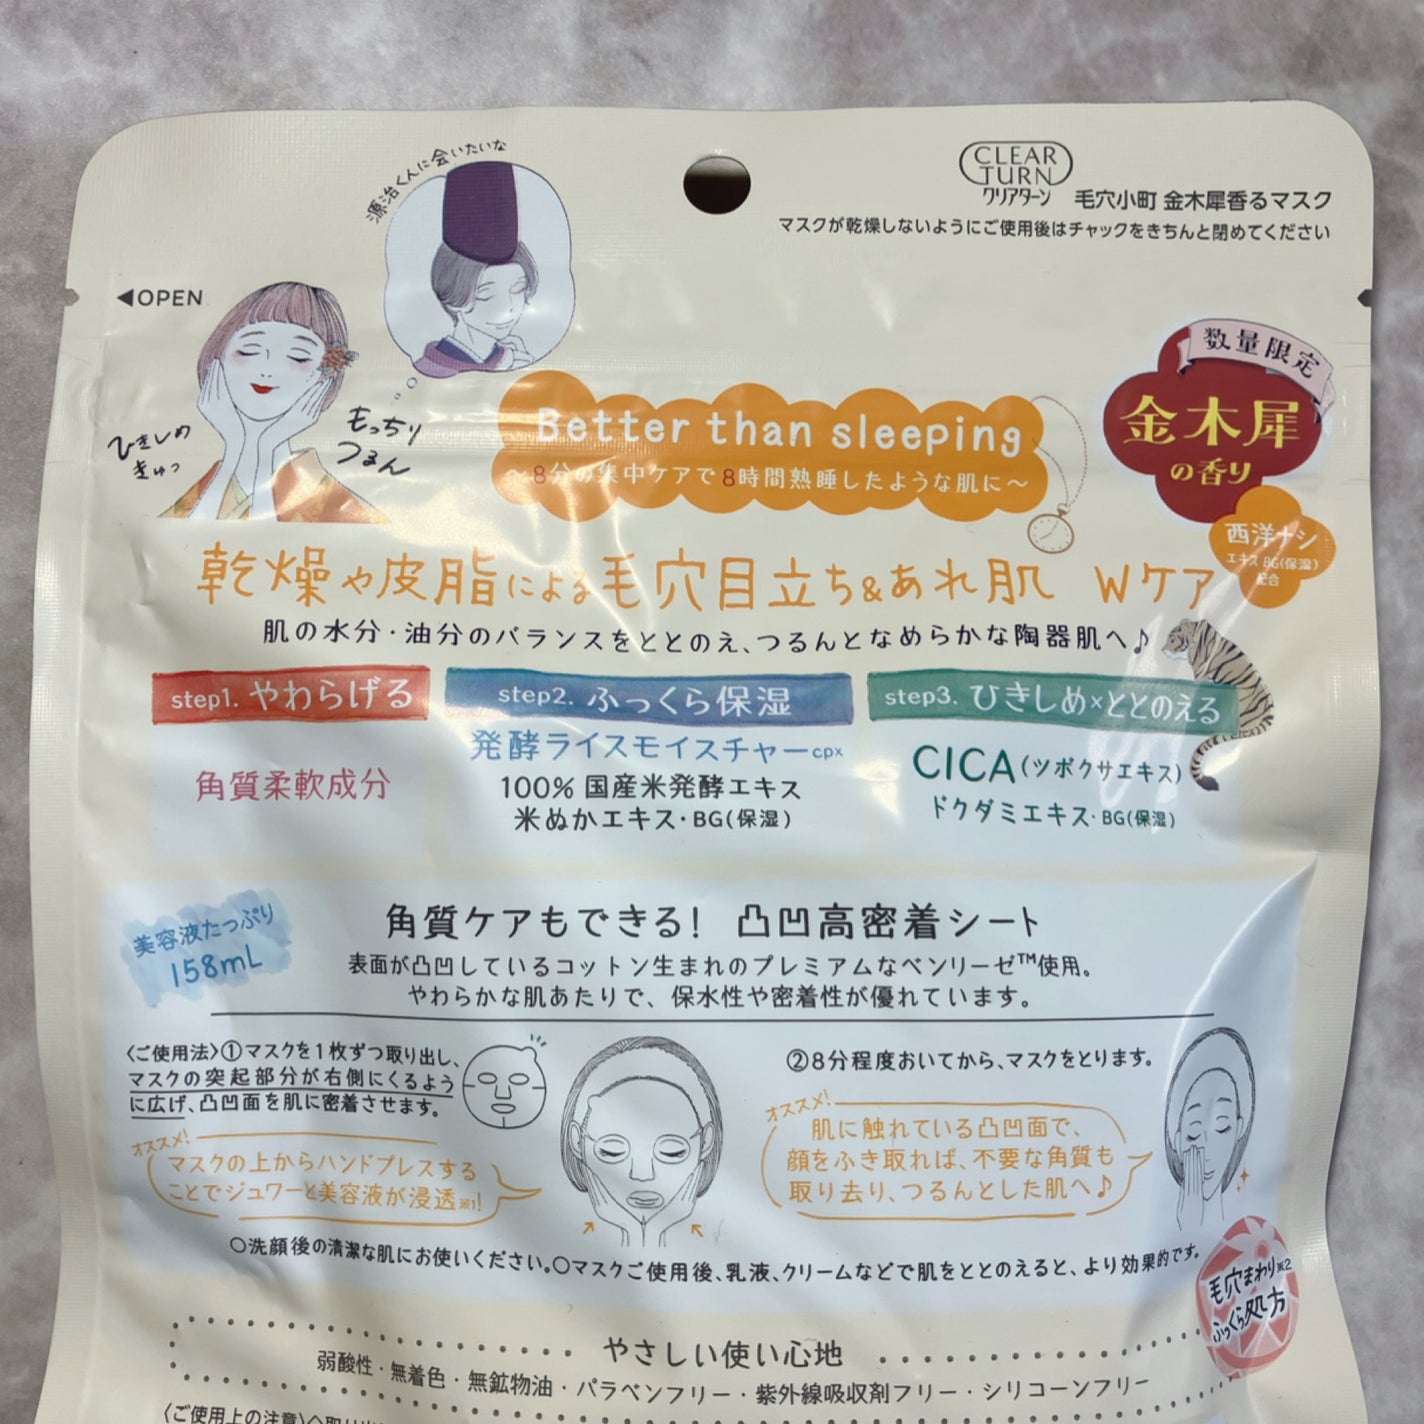 CLEAR
TURN
クリアターン 毛穴小町 金木犀香るマスク
マスクが乾燥しないようにご使用後はチャックをきちんと閉めてください
源治くんに会いたいな
◀OPEN
ひきしめ
きゅっ
もっちり
つるん
Better than sleeping
～8分の集中ケアで8時間熟睡したような肌に～
数量限定
金木犀
の香り
西洋ナシ
エキス・BG(保湿)
配合
乾燥や皮脂による毛穴目立ち&あれ肌 Wケア
肌の水分・油分のバランスをととのえ、つるんとなめらかな陶器肌へ♪
step1. やわらげる
角質柔軟成分
step2. ふっくら保湿
発酵ライスモイスチャーcpx
100% 国産米発酵エキス
米ぬかエキス・BG(保湿)
step3. ひきしめ×ととのえる
CICA(ツボクサエキス)
ドクダミエキス・BG(保湿)
美容液たっぷり
158mL
角質ケアもできる! 凸凹高密着シート
表面が凸凹しているコットン生まれのプレミアムなベンリーゼ™使用。
やわらかな肌あたりで、保水性や密着性が優れています。
〈ご使用法〉①マスクを1枚ずつ取り出し、
マスクの突起部分が右側にくるよう
に広げ、凸凹面を肌に密着させます。
オススメ!
マスクの上からハンドプレスする
ことでジュワーと美容液が浸透※1!
②8分程度おいてから、マスクをとります。
オススメ!
肌に触れている凸凹面で、
顔をふき取れば、不要な角質も
取り去り、つるんとした肌へ♪
○洗顔後の清潔な肌にお使いください。○マスクご使用後、乳液、クリームなどで肌をととのえると、より効果的です。
毛穴まわり※2
ふっくら処方
やさしい使い心地
弱酸性・無着色・無鉱物油・パラベンフリー・紫外線吸収剤フリー・シリコーンフリー
〈ご使用上の注意〉